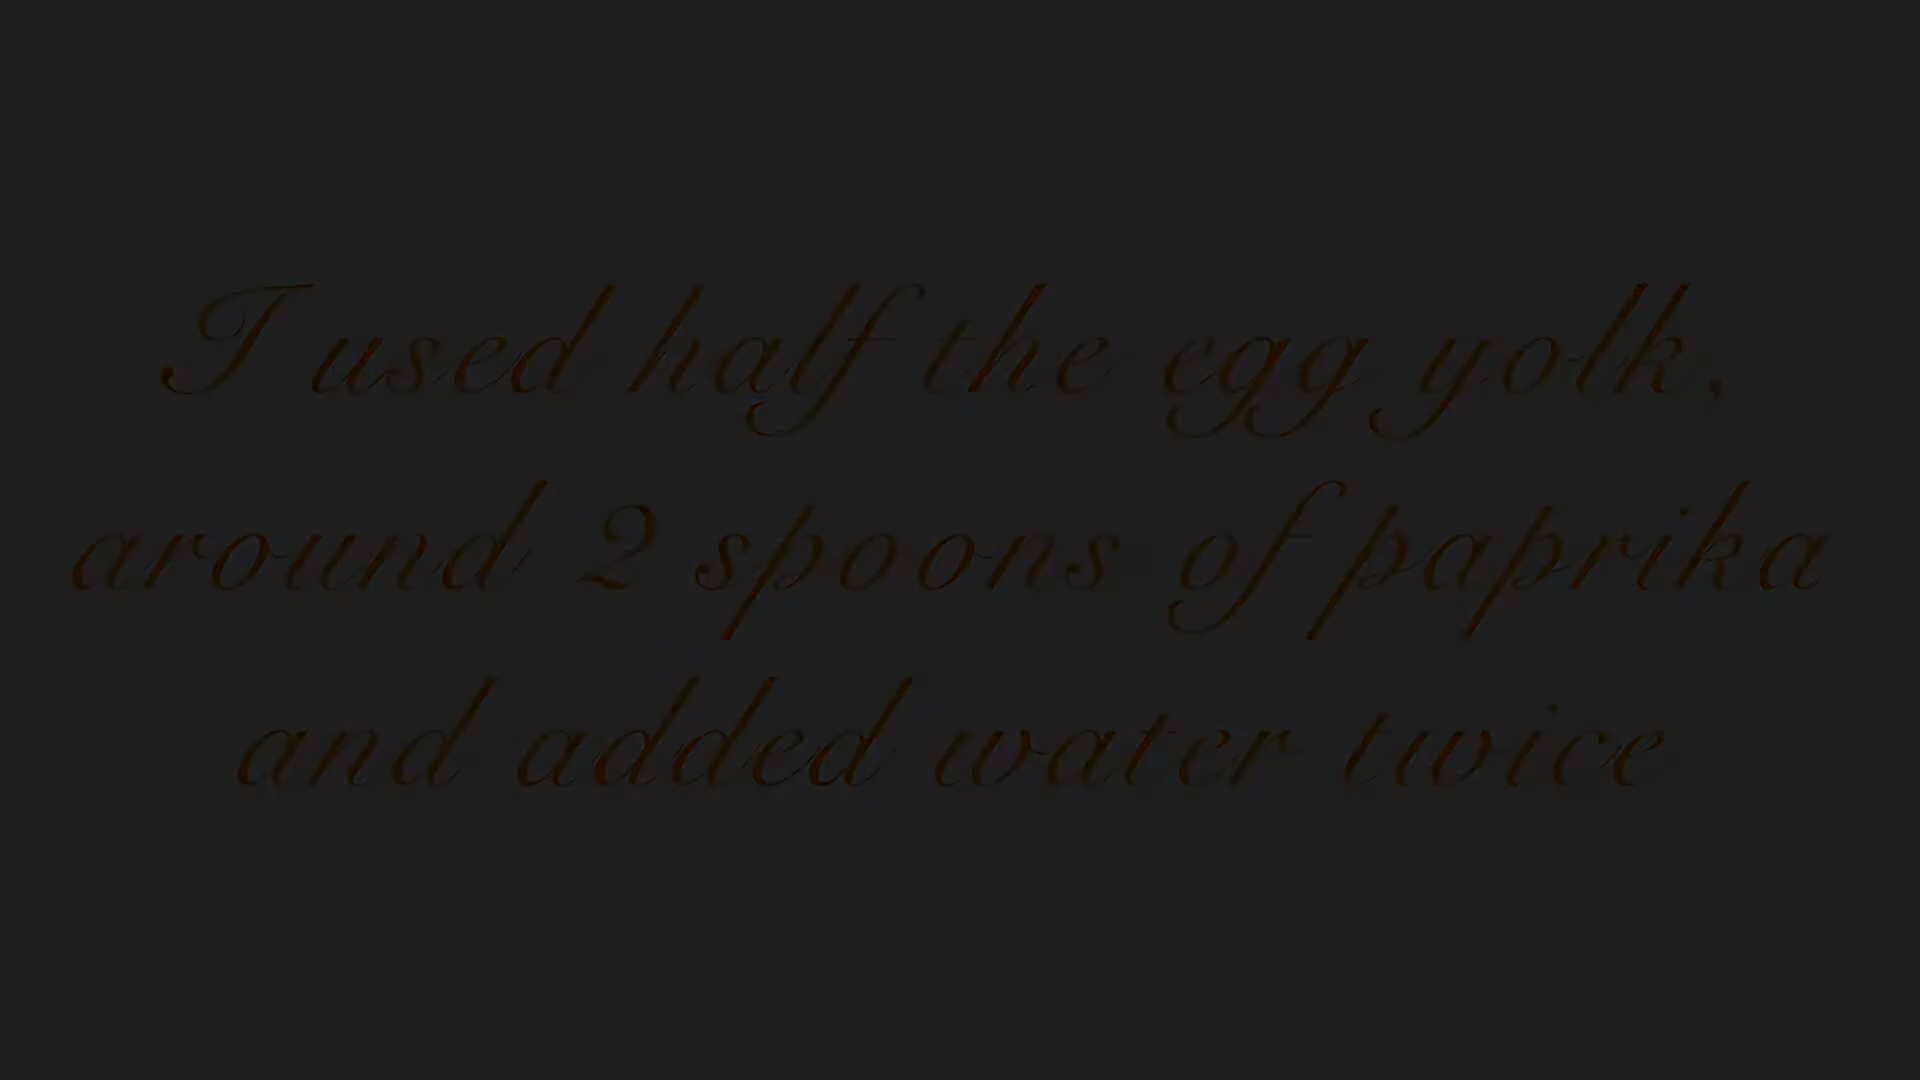 I used half the egg yolk,
around 2 spoons of paprika
and added water twice